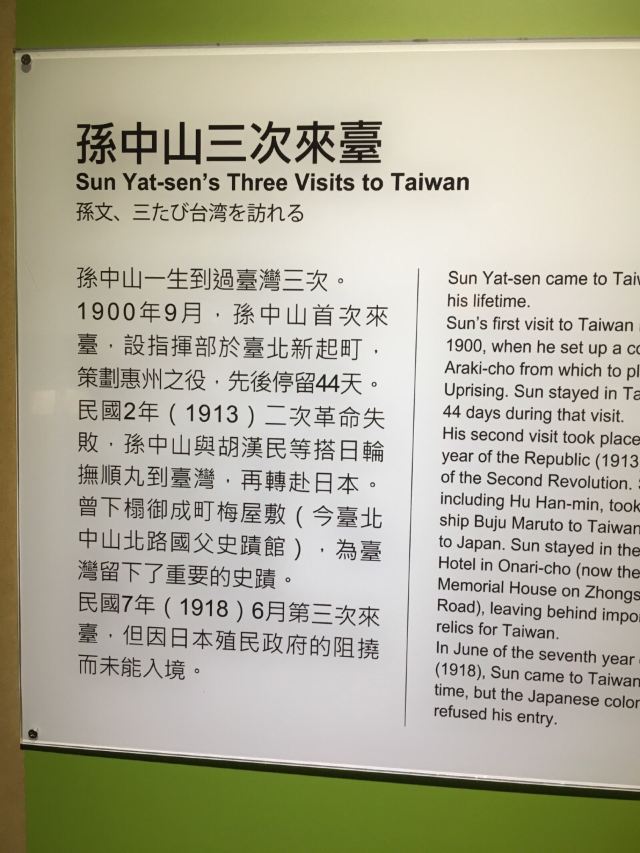 孫中山三次來臺
Sun Yat-sen's Three Visits to Taiwan
孫文、三たび台湾を訪れる
孫中山一生到過臺灣三次。
1900年9月，孫中山首次來
臺，設指揮部於臺北新起町，
策劃惠州之役，先後停留44天。
民國2年（1913）二次革命失
敗，孫中山與胡漢民等搭日輪
撫順丸到臺灣，再轉赴日本。
曾下榻御成町梅屋敷（今臺北
中山北路國父史蹟館），為臺
灣留下了重要的史蹟。
民國7年（1918）6月第三次來
臺，但因日本殖民政府的阻撓
而未能入境。
Sun Yat-sen came to
his lifetime.
Sun's first visit to Taiwan
1900, when he set up a
Araki-cho from which to
Uprising. Sun stayed in
44 days during that visit.
His second visit took place
year of the Republic (1913
of the Second Revolution.
including Hu Han-min, took
ship Buju Maruto to Taiwan
to Japan. Sun stayed in the
Hotel in Onari-cho (now the
Memorial House on
Road), leaving behind
relics for Taiwan.
In June of the seventh year
(1918), Sun came to Taiwan
time, but the Japanese
refused his entry.